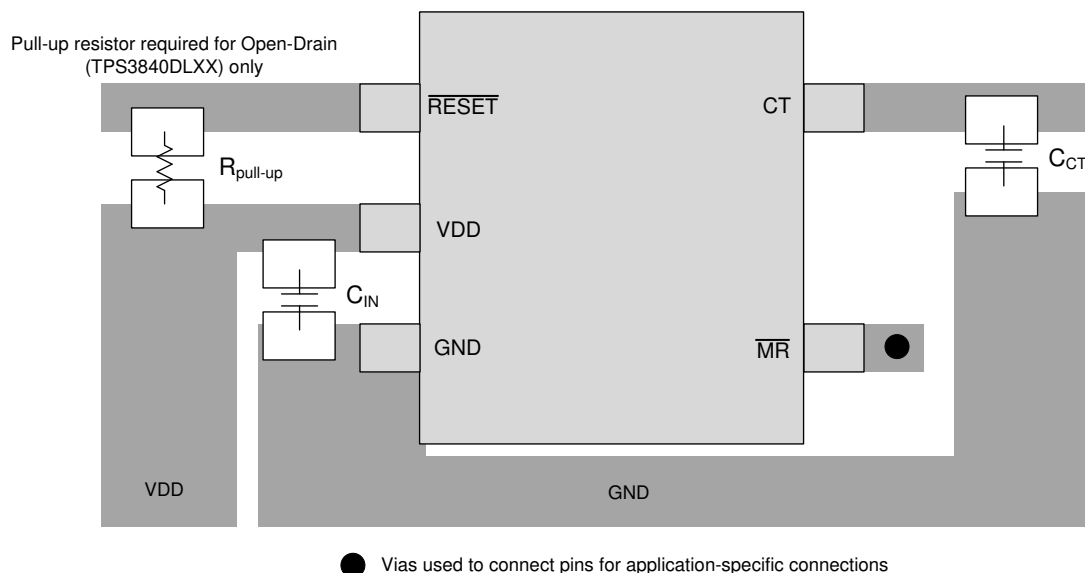 Pull-up resistor required for Open-Drain
(TPS3840DLXX) only
RESET
CT
Rpull-up
CCT
VDD
CIN
GND
MR
VDD
GND
Vias used to connect pins for application-specific connections